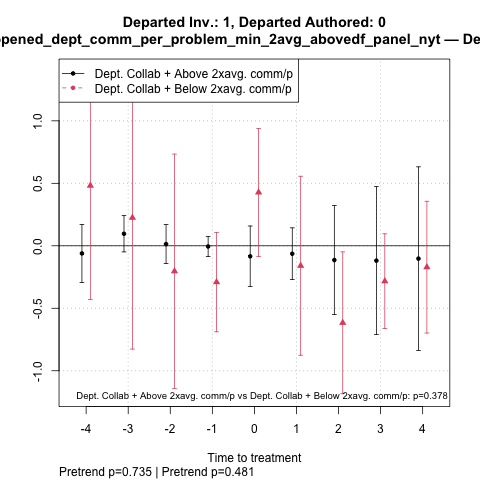 Departed Inv.: 1, Departed Authored: 0
opened_dept_comm_per_problem_min_2avg_abovedf_panel_nyt — De
Dept. Collab + Above 2xavg. comm/p
Dept. Collab + Below 2xavg. comm/p
1.0
0.5
0.0
-0.5
-1.0
Dept. Collab + Above 2xavg. comm/p vs Dept. Collab + Below 2xavg. comm/p: p=0.378
-4 -3 -2 -1 0 1 2 3 4
Time to treatment
Pretrend p=0.735 | Pretrend p=0.481